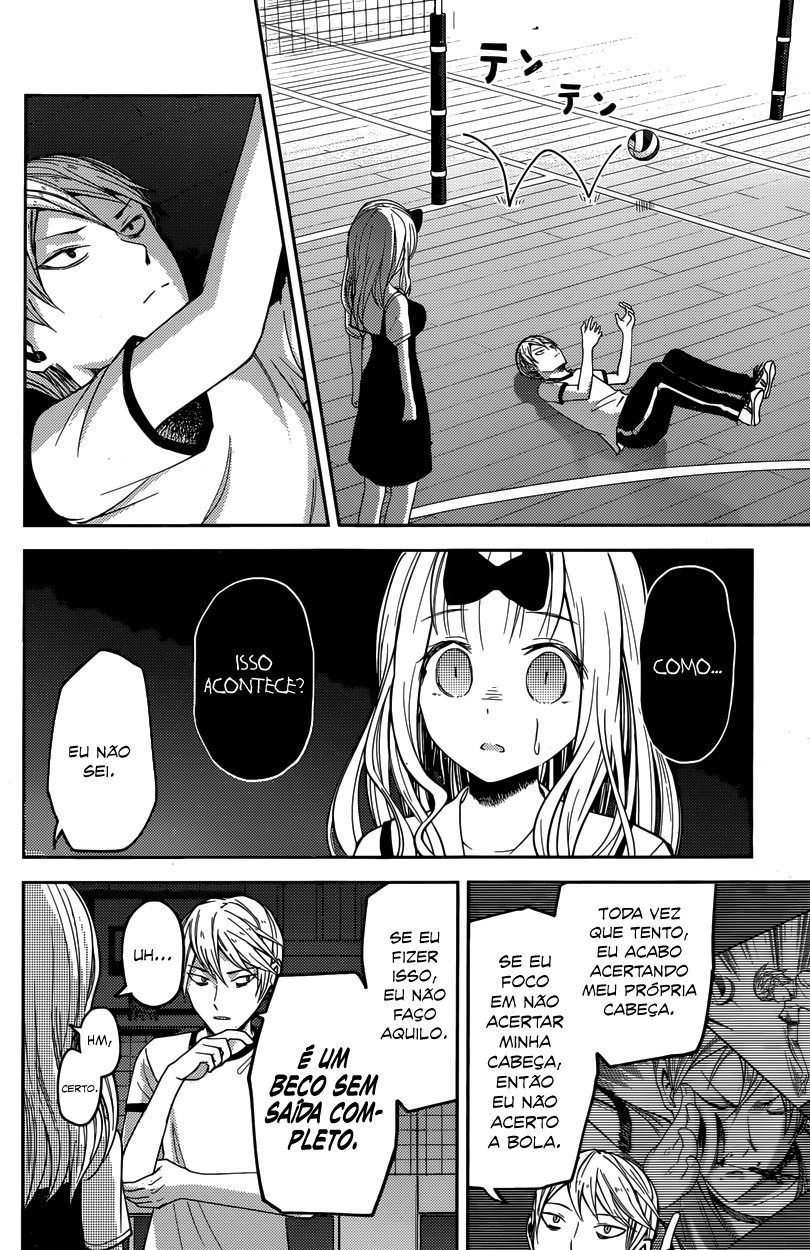 テン
テン
COMO...
ISSO
ACONTECE?
EU NÃO
SEI.
TODA VEZ
QUE TENTO,
EU ACABO
ACERTANDO
MEU PRÓPRIA
CABEÇA.
SE EU
FOCO
EM NÃO
ACERTAR
MINHA
CABEÇA,
ENTÃO
EU NÃO
ACERTO
A BOLA.
SE EU
FIZER
ISSO,
EU NÃO
FAÇO
AQUILO.
É UM
BECO SEM
SAÍDA COM-
PLETO.
UH...
HM,
CERTO.